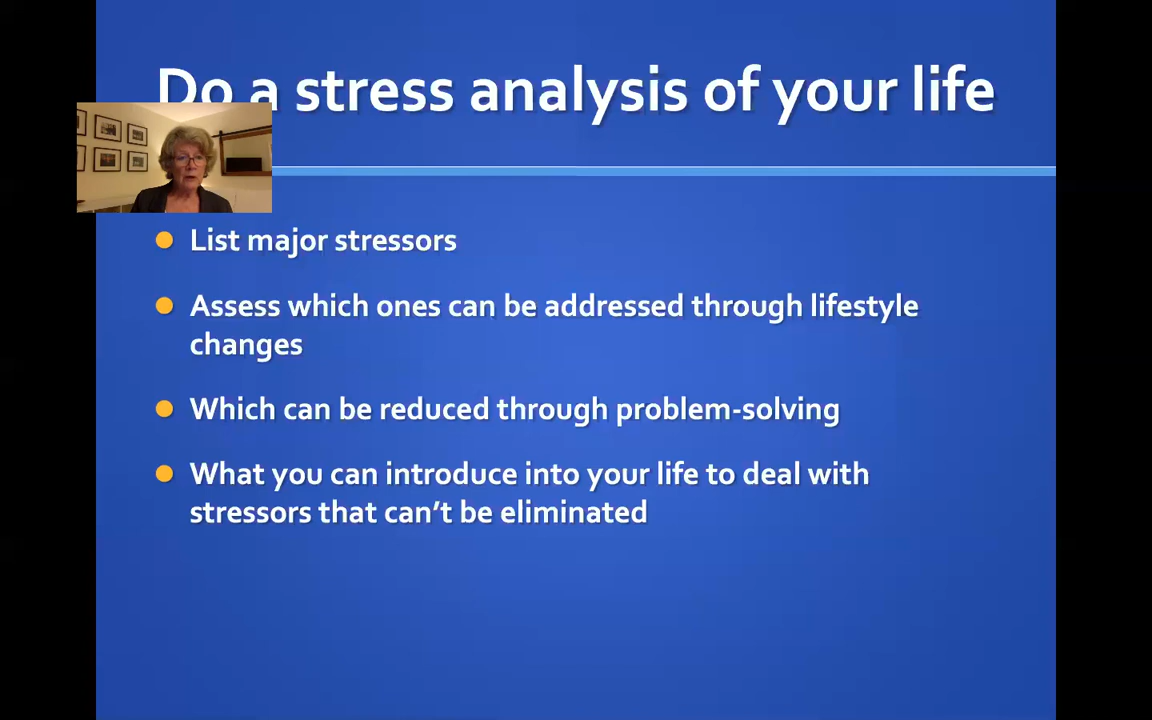 Do a stress analysis of your life
List major stressors
Assess which ones can be addressed through lifestyle
changes
Which can be reduced through problem-solving
What you can introduce into your life to deal with
stressors that can’t be eliminated